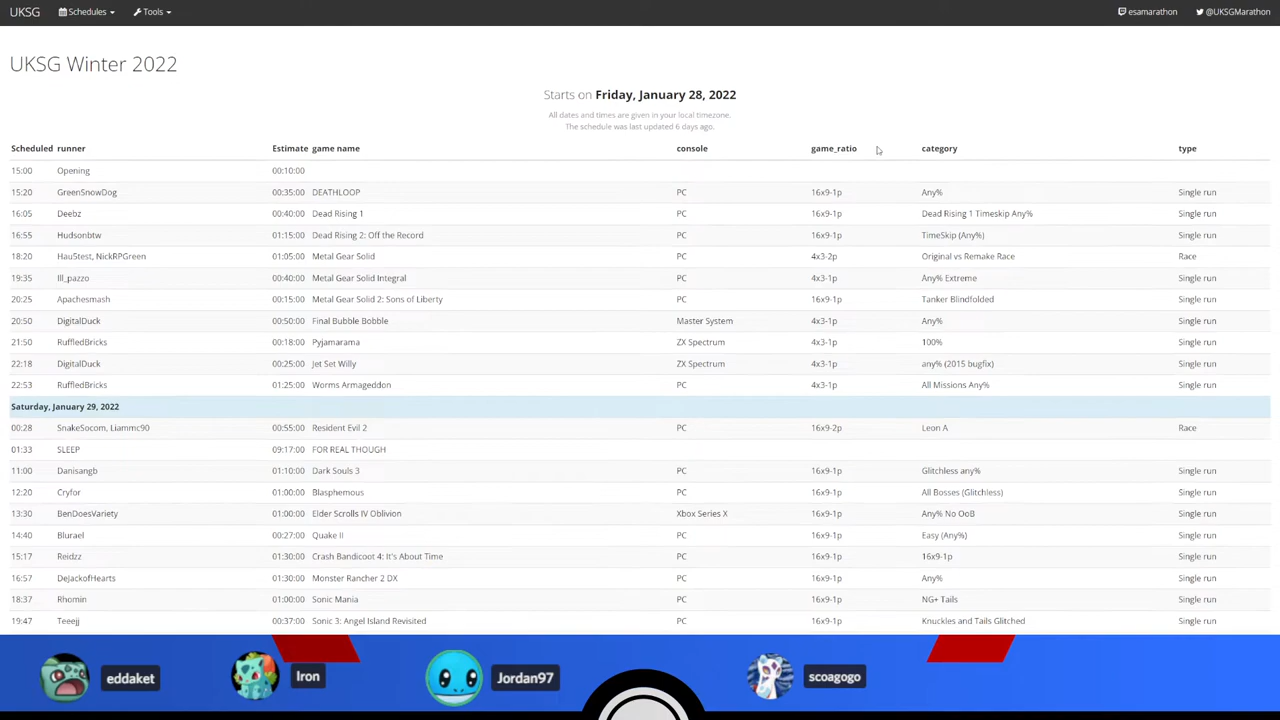 UKSG Schedules Tools esamarathon @UKSGMarathon
UKSG Winter 2022
Starts on Friday, January 28, 2022
All dates and times are given in your local timezone.
The schedule was last updated 6 days ago.
Scheduled runner Estimate game name console game_ratio category type
15:00 Opening 00:10:00
15:20 GreenSnowDog 00:35:00 DEATHLOOP PC 16x9-1p Any% Single run
16:05 Deebz 00:40:00 Dead Rising 1 PC 16x9-1p Dead Rising 1 Timeskip Any% Single run
16:55 Hudsonbtw 01:15:00 Dead Rising 2: Off the Record PC 16x9-1p TimeSkip (Any%) Single run
18:20 Hau5test, NickRPGreen 01:05:00 Metal Gear Solid PC 4x3-2p Original vs Remake Race Race
19:35 Ill_pazzo 00:40:00 Metal Gear Solid Integral PC 4x3-1p Any% Extreme Single run
20:25 Apachesmash 00:15:00 Metal Gear Solid 2: Sons of Liberty PC 16x9-1p Tanker Blindfolded Single run
20:50 DigitalDuck 00:50:00 Final Bubble Bobble Master System 4x3-1p Any% Single run
21:50 RuffledBricks 00:18:00 Pyjamarama ZX Spectrum 4x3-1p 100% Single run
22:18 DigitalDuck 00:25:00 Jet Set Willy ZX Spectrum 4x3-1p any% (2015 bugfix) Single run
22:53 RuffledBricks 01:25:00 Worms Armageddon PC 4x3-1p All Missions Any% Single run
Saturday, January 29, 2022
00:28 SnakeSocom, Liammc90 00:55:00 Resident Evil 2 PC 16x9-2p Leon A Race
01:33 SLEEP 09:17:00 FOR REAL THOUGH
11:00 Danisangb 01:10:00 Dark Souls 3 PC 16x9-1p Glitchless any% Single run
12:20 Cryfor 01:00:00 Blasphemous PC 16x9-1p All Bosses (Glitchless) Single run
13:30 BenDoesVariety 01:00:00 Elder Scrolls IV Oblivion Xbox Series X 16x9-1p Any% No OoB Single run
14:40 Blurael 00:27:00 Quake II PC 16x9-1p Easy (Any%) Single run
15:17 Reidzz 01:30:00 Crash Bandicoot 4: It's About Time PC 16x9-1p 16x9-1p Single run
16:57 DeJackofHearts 01:30:00 Monster Rancher 2 DX PC 16x9-1p Any% Single run
18:37 Rhomin 01:00:00 Sonic Mania PC 16x9-1p NG+ Tails Single run
19:47 Teeejj 00:37:00 Sonic 3: Angel Island Revisited PC 16x9-1p Knuckles and Tails Glitched Single run
eddaket Iron Jordan97 scoagogo